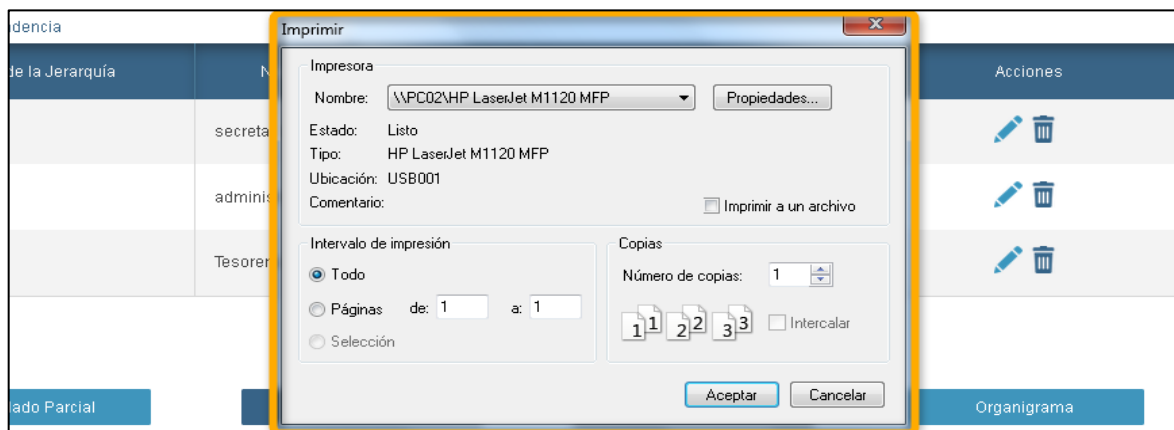 dencia
Imprimir
de la Jerarquía
N
Acciones
Impresora
Nombre: \\PC02\HP LaserJet M1120 MFP Propiedades...
secreta
Estado: Listo
Tipo: HP LaserJet M1120 MFP
Ubicación: USB001
adminis
Comentario:
Imprimir a un archivo
Intervalo de impresión
Copias
Tesorer
Todo
Número de copias: 1
Páginas de: 1 a: 1
1 1 2 2 3 3 Intercalar
Selección
Aceptar Cancelar
lado Parcial
Organigrama